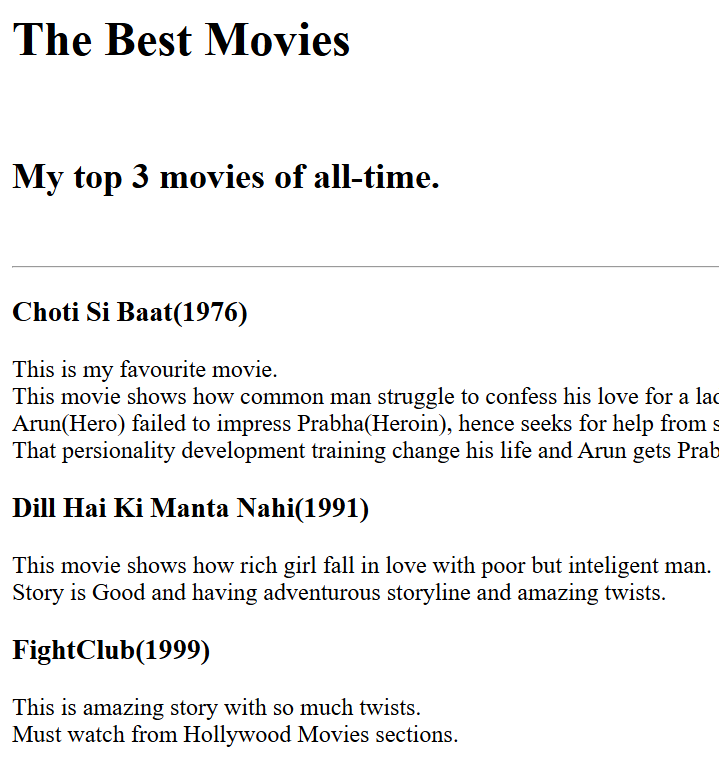 The Best Movies
My top 3 movies of all-time.
Choti Si Baat(1976)
This is my favourite movie.
This movie shows how common man struggle to confess his love for a
Arun(Hero) failed to impress Prabha(Heroin), hence seeks for help from
That persionality development training change his life and Arun gets
Dill Hai Ki Manta Nahi(1991)
This movie shows how rich girl fall in love with poor but inteligent man.
Story is Good and having adventurous storyline and amazing twists.
FightClub(1999)
This is amazing story with so much twists.
Must watch from Hollywood Movies sections.